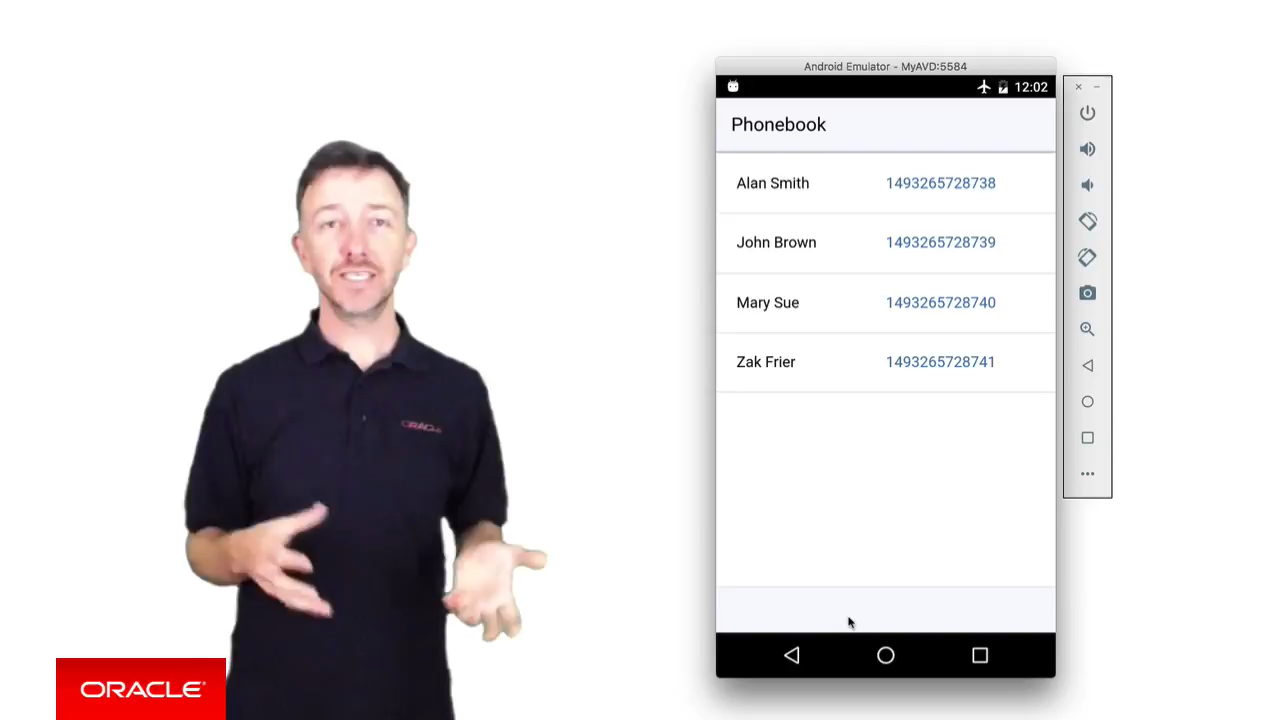 Android Emulator - MyAVD:5584
12:02
Phonebook
Alan Smith 1493265728738
John Brown 1493265728739
Mary Sue 1493265728740
Zak Frier 1493265728741
ORACLE
ORACLE®